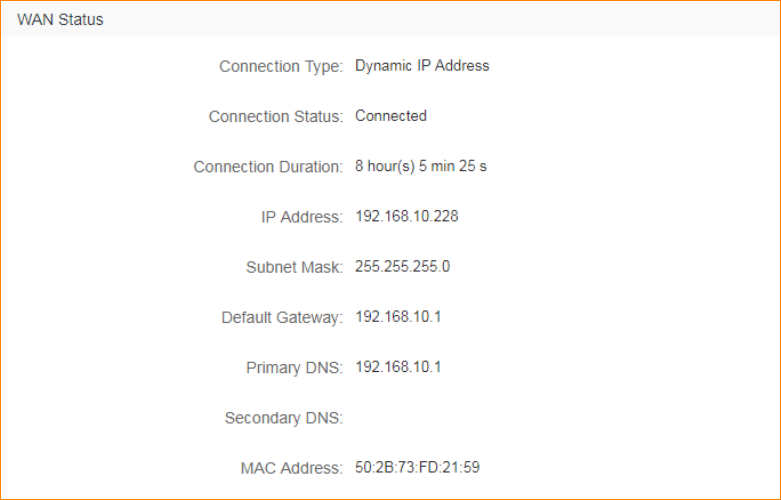 WAN Status
Connection Type: Dynamic IP Address
Connection Status: Connected
Connection Duration: 8 hour(s) 5 min 25 s
IP Address: 192.168.10.228
Subnet Mask: 255.255.255.0
Default Gateway: 192.168.10.1
Primary DNS: 192.168.10.1
Secondary DNS:
MAC Address: 50:2B:73:FD:21:59